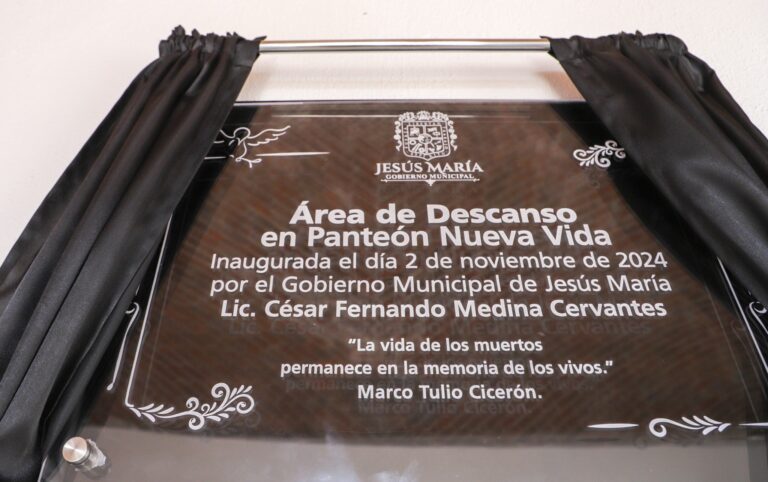 JESÚS MARÍA
GOBIERNO MUNICIPAL
Área de Descanso
en Panteón Nueva Vida
Inaugurada el día 2 de noviembre de 2024
por el Gobierno Municipal de Jesús María
Lic. César Fernando Medina Cervantes
“La vida de los muertos
permanece en la memoria de los vivos.”
Marco Tulio Cicerón.